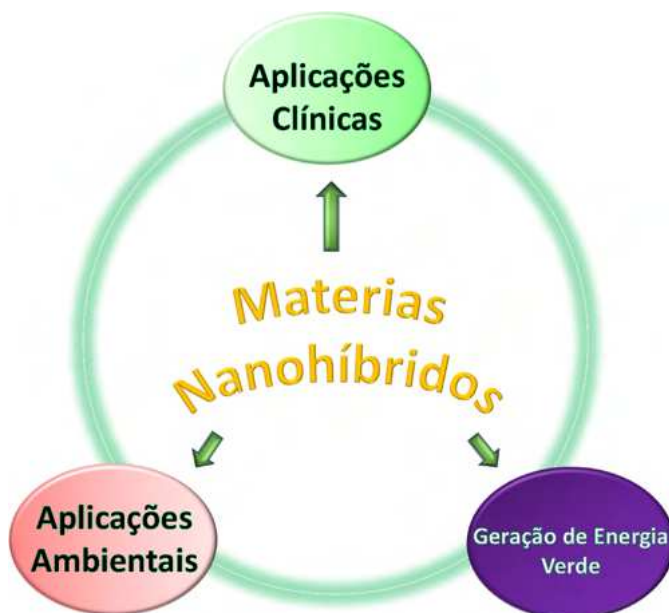 Aplicações
Clínicas
Materias
Nanohíbridos
Aplicações
Ambientais
Geração de Energia
Verde